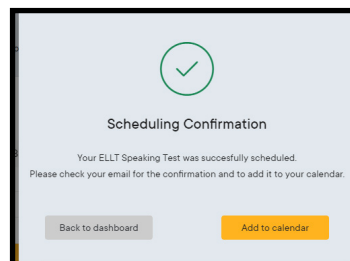 Scheduling Confirmation
Your ELLT Speaking Test was succesfully scheduled.
Please check your email for the confirmation and to add it to your calendar.
Back to dashboard
Add to calendar